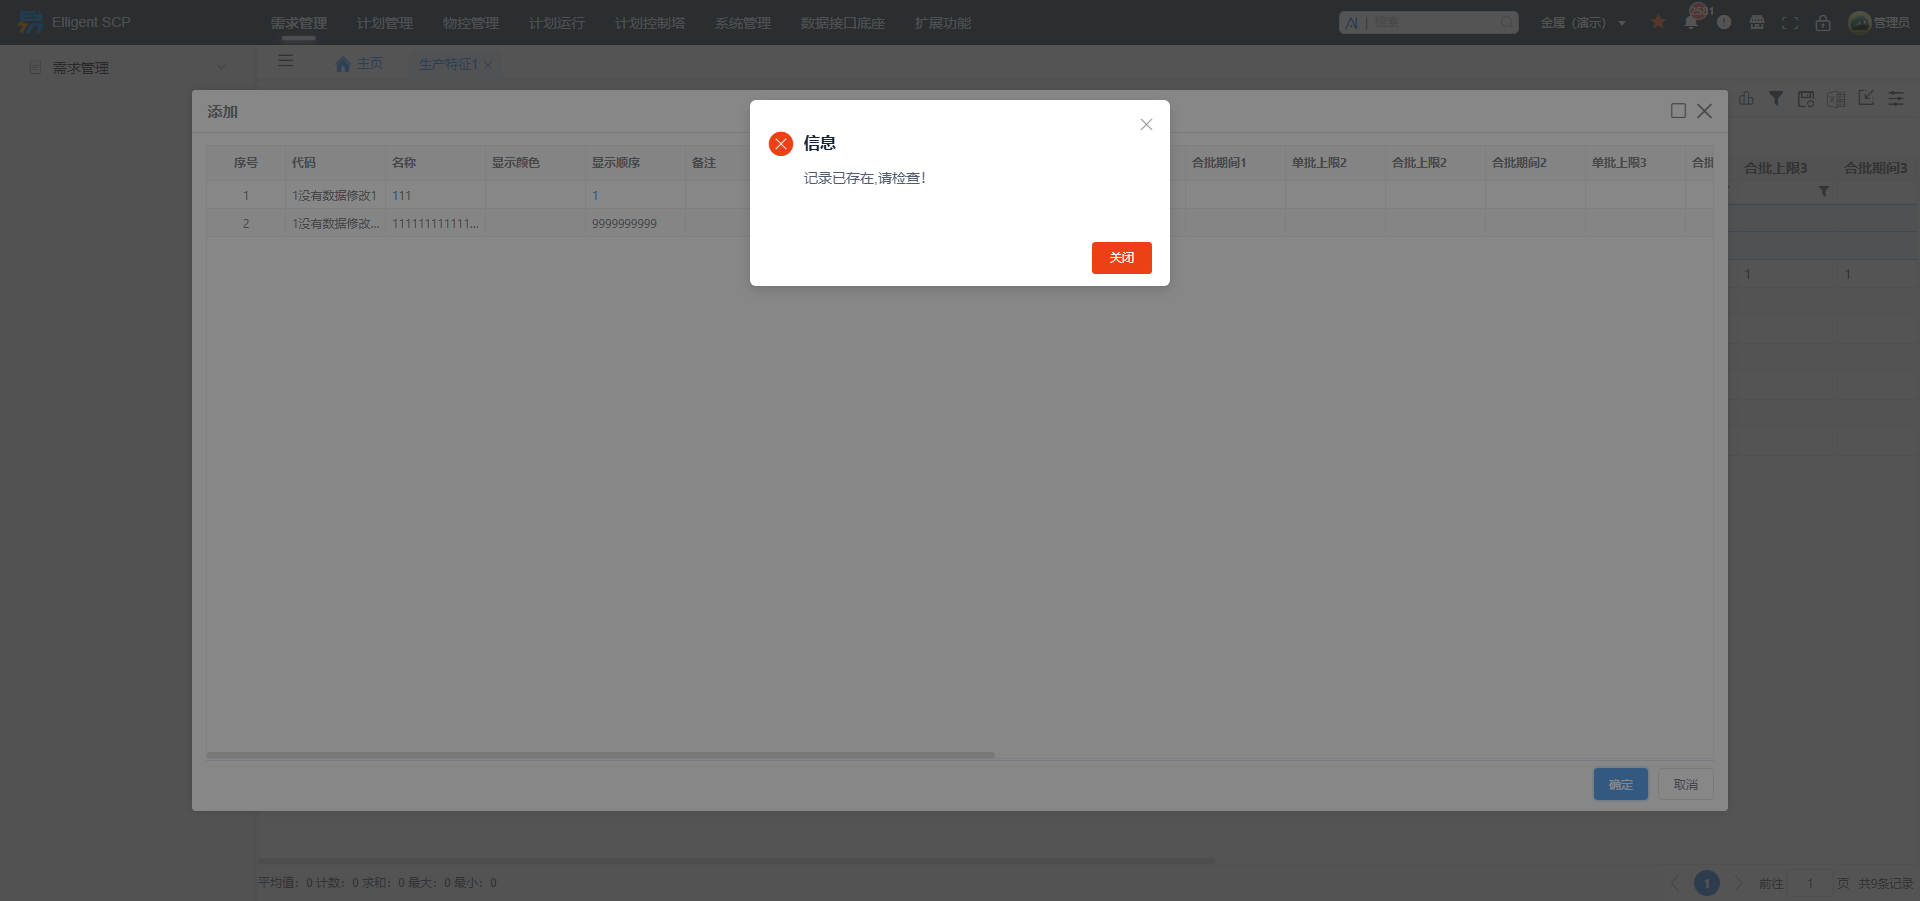 Elligent SCP
需求管理 计划管理 物控管理 计划运行 计划控制塔 系统管理 数据接口底座 扩展功能
AI | 搜索
金属（演示）
管理员
需求管理
主页 生产特征1
添加
序号 代码 名称 显示颜色 显示顺序 备注 合批期间1 单批上限2 合批上限2 合批期间2 单批上限3 合批
1 1没有数据修改1 111 1
2 1没有数据修改... 111111111111... 9999999999
信息
记录已存在,请检查!
关闭
合批上限3 合批期间3
1 1
确定 取消
平均值：0 计数：0 求和：0 最大：0 最小：0
1 前往 1 页 共9条记录